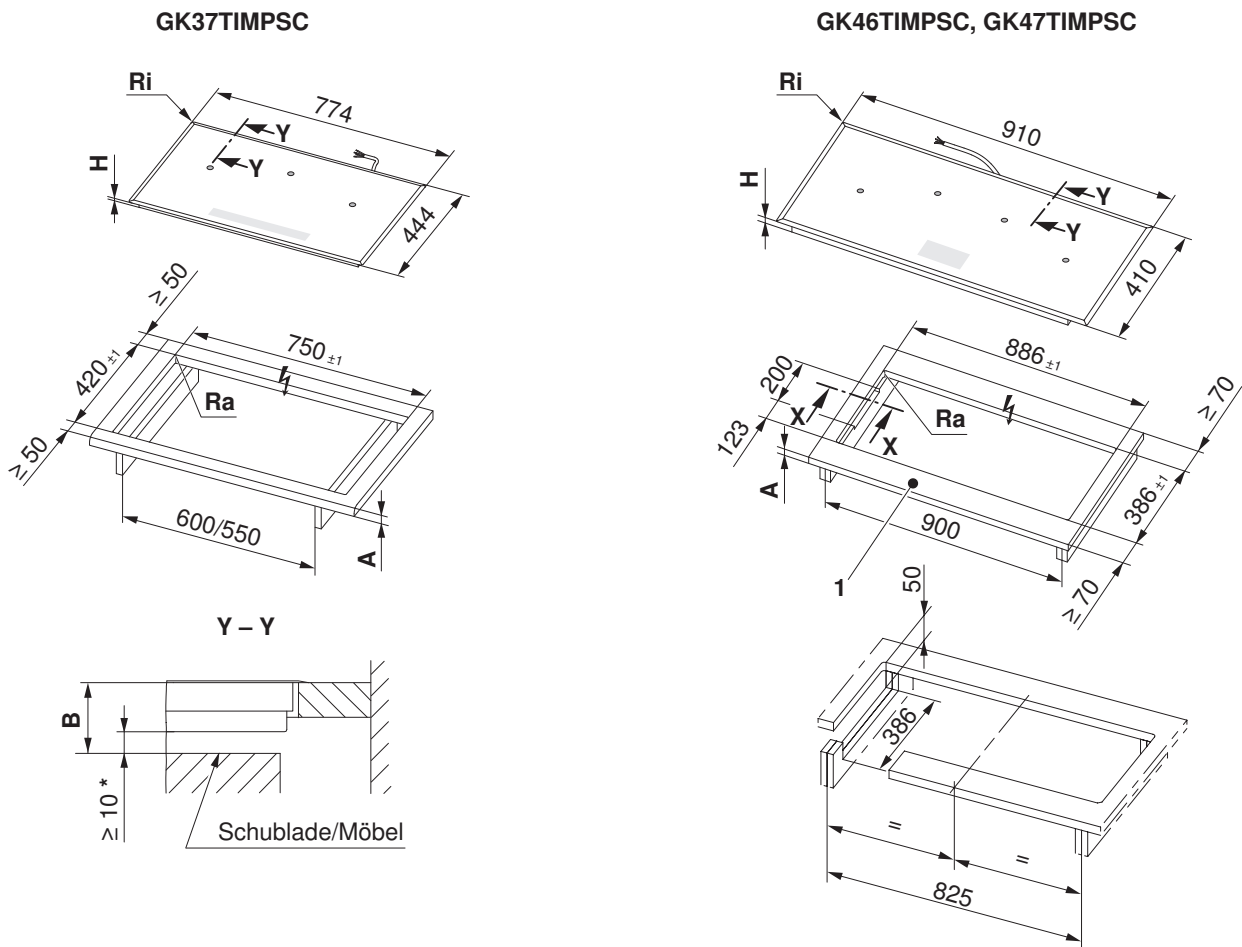 GK37TIMPSC
Ri
774
Y
Y
H
444
≥ 50
750 ±1
420 ±1
Ra
≥ 50
600/550
A
Y – Y
B
≥ 10 *
Schublade/Möbel
GK46TIMPSC, GK47TIMPSC
Ri
910
Y
Y
H
410
886 ±1
200
X
X
Ra
123
≥ 70
A
386 ±1
900
1
≥ 70
50
386
=
=
825